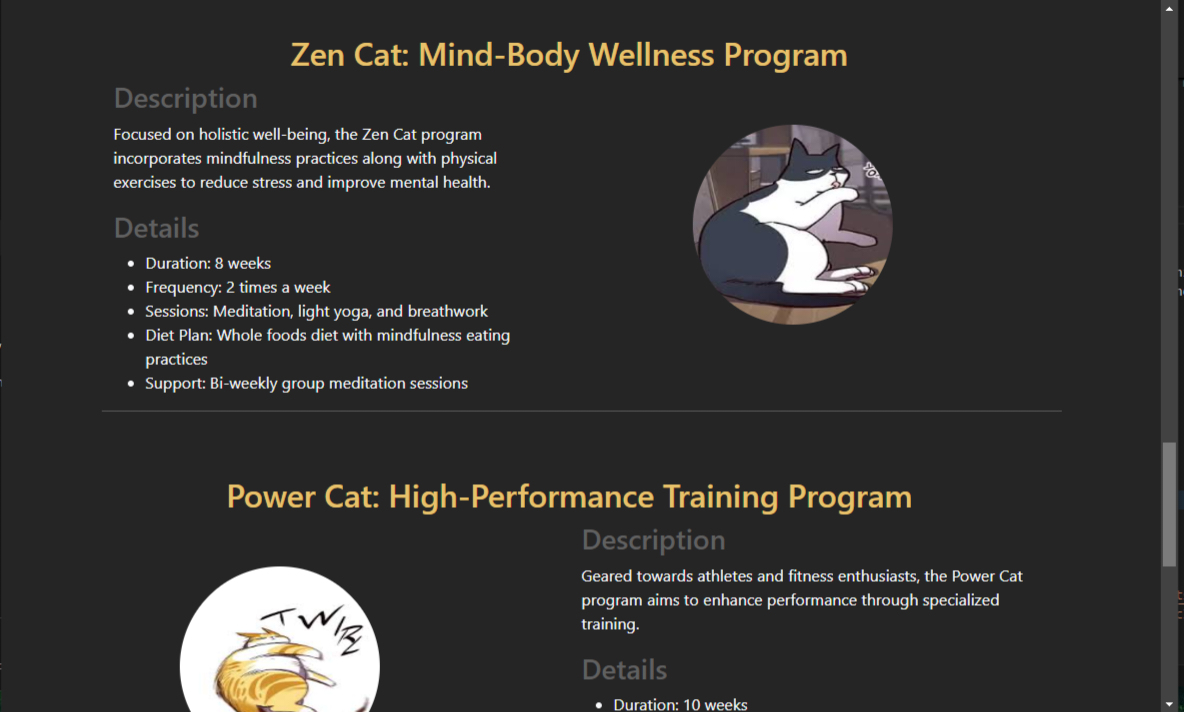 Zen Cat: Mind-Body Wellness Program
Description
Focused on holistic well-being, the Zen Cat program
incorporates mindfulness practices along with physical
exercises to reduce stress and improve mental health.
Details
Duration: 8 weeks
Frequency: 2 times a week
Sessions: Meditation, light yoga, and breathwork
Diet Plan: Whole foods diet with mindfulness eating
practices
Support: Bi-weekly group meditation sessions
Power Cat: High-Performance Training Program
TWIRL
Description
Geared towards athletes and fitness enthusiasts, the Power Cat
program aims to enhance performance through specialized
training.
Details
Duration: 10 weeks